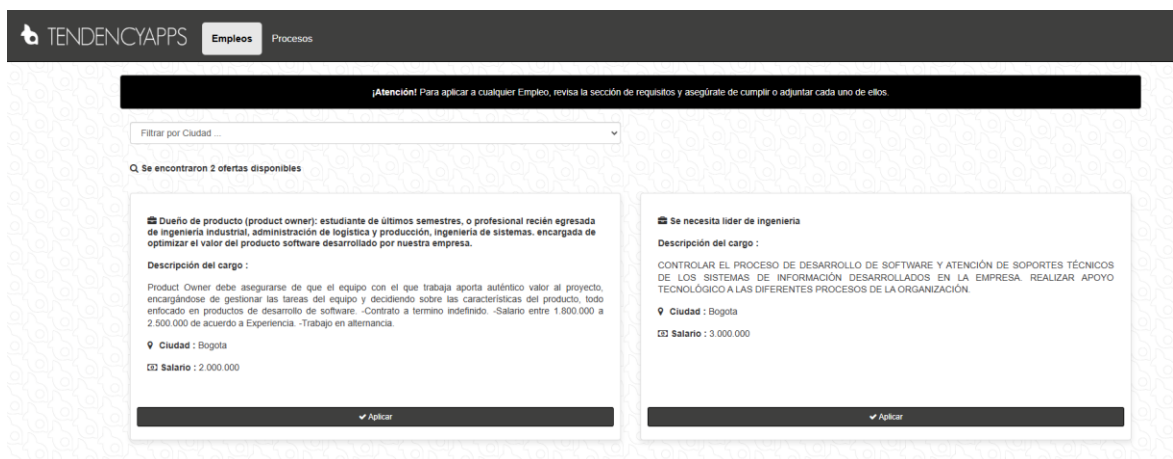 TENDENCYAPPS
Empleos
Procesos
¡Atención! Para aplicar a cualquier Empleo, revisa la sección de requisitos y asegúrate de cumplir o adjuntar cada uno de ellos.
Filtrar por Ciudad ...
Se encontraron 2 ofertas disponibles
Dueño de producto (product owner): estudiante de últimos semestres, o profesional recién egresada
de ingeniería industrial, administración de logística y producción, ingeniería de sistemas. encargada de
optimizar el valor del producto software desarrollado por nuestra empresa.
Descripción del cargo :
Product Owner debe asegurarse de que el equipo con el que trabaja aporta auténtico valor al proyecto,
encargándose de gestionar las tareas del equipo y decidiendo sobre las características del producto, todo
enfocado en productos de desarrollo de software. -Contrato a termino indefinido. -Salario entre 1.800.000 a
2.500.000 de acuerdo a Experiencia. -Trabajo en alternancia.
Ciudad : Bogota
Salario : 2.000.000
Aplicar
Se necesita lider de ingenieria
Descripción del cargo :
CONTROLAR EL PROCESO DE DESARROLLO DE SOFTWARE Y ATENCIÓN DE SOPORTES TÉCNICOS
DE LOS SISTEMAS DE INFORMACIÓN DESARROLLADOS EN LA EMPRESA. REALIZAR APOYO
TECNOLÓGICO A LAS DIFERENTES PROCESOS DE LA ORGANIZACIÓN.
Ciudad : Bogota
Salario : 3.000.000
Aplicar